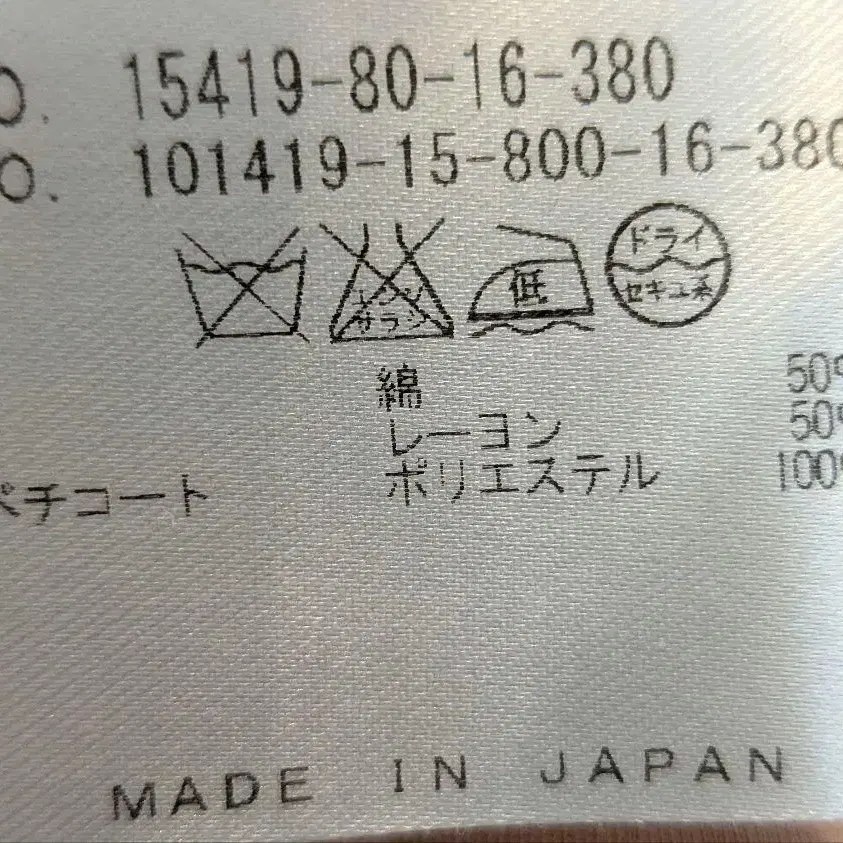 O. 15419-80-16-380
O. 101419-15-800-16-380
エンソ
サラシ
低
ドライ
セキユ系
綿 50%
レーヨン 50%
ペチコート ポリエステル 100%
MADE IN JAPAN